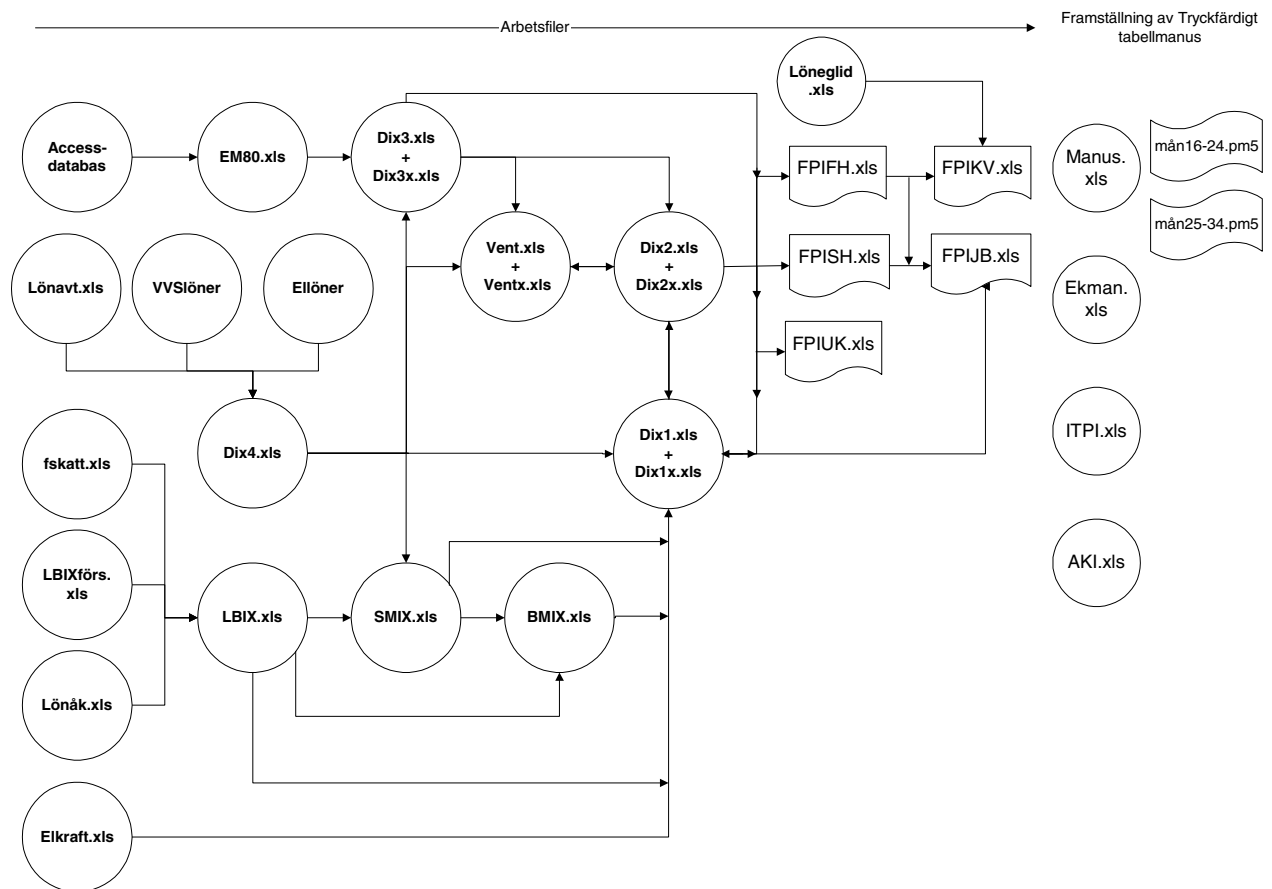 Arbetsfiler
Framställning av Tryckfärdigt
tabellmanus
Löneglid
.xls
Access-
databas
EM80.xls
Dix3.xls
+
Dix3x.xls
FPIFH.xls
FPIKV.xls
Manus.
xls
mån16-24.pm5
mån25-34.pm5
Lönavt.xls
VVSlöner
Ellöner
Vent.xls
+
Ventx.xls
Dix2.xls
+
Dix2x.xls
FPISH.xls
FPIJB.xls
Ekman.
xls
FPIUK.xls
fskatt.xls
Dix4.xls
Dix1.xls
+
Dix1x.xls
ITPI.xls
LBIXförs.
xls
LBIX.xls
SMIX.xls
BMIX.xls
AKI.xls
Lönåk.xls
Elkraft.xls